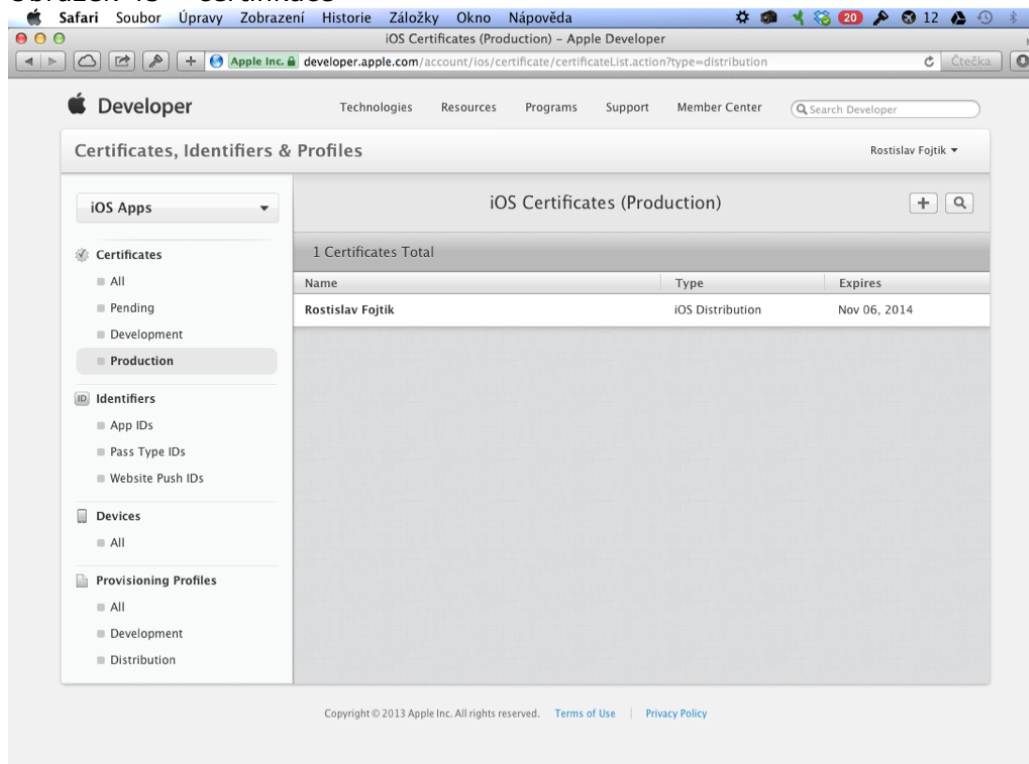 Safari Soubor Úpravy Zobrazení Historie Záložky Okno Nápověda 20 12
iOS Certificates (Production) – Apple Developer
Apple Inc. developer.apple.com/account/ios/certificate/certificateList.action?type=distribution Čtečka
Developer Technologies Resources Programs Support Member Center Search Developer
Certificates, Identifiers & Profiles Rostislav Fojtik
iOS Apps
iOS Certificates (Production)
Certificates
All
Pending
Development
Production
ID Identifiers
App IDs
Pass Type IDs
Website Push IDs
Devices
All
Provisioning Profiles
All
Development
Distribution
1 Certificates Total
Name Type Expires
Rostislav Fojtik iOS Distribution Nov 06, 2014
Copyright © 2013 Apple Inc. All rights reserved. Terms of Use | Privacy Policy